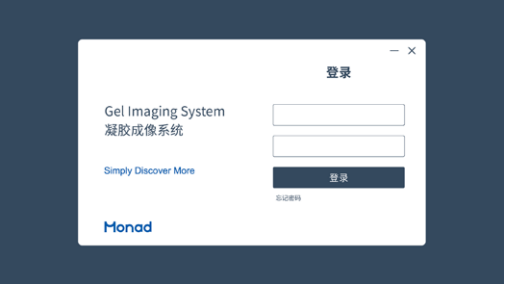 登录
Gel Imaging System
凝胶成像系统
Simply Discover More
登录
忘记密码
Monad